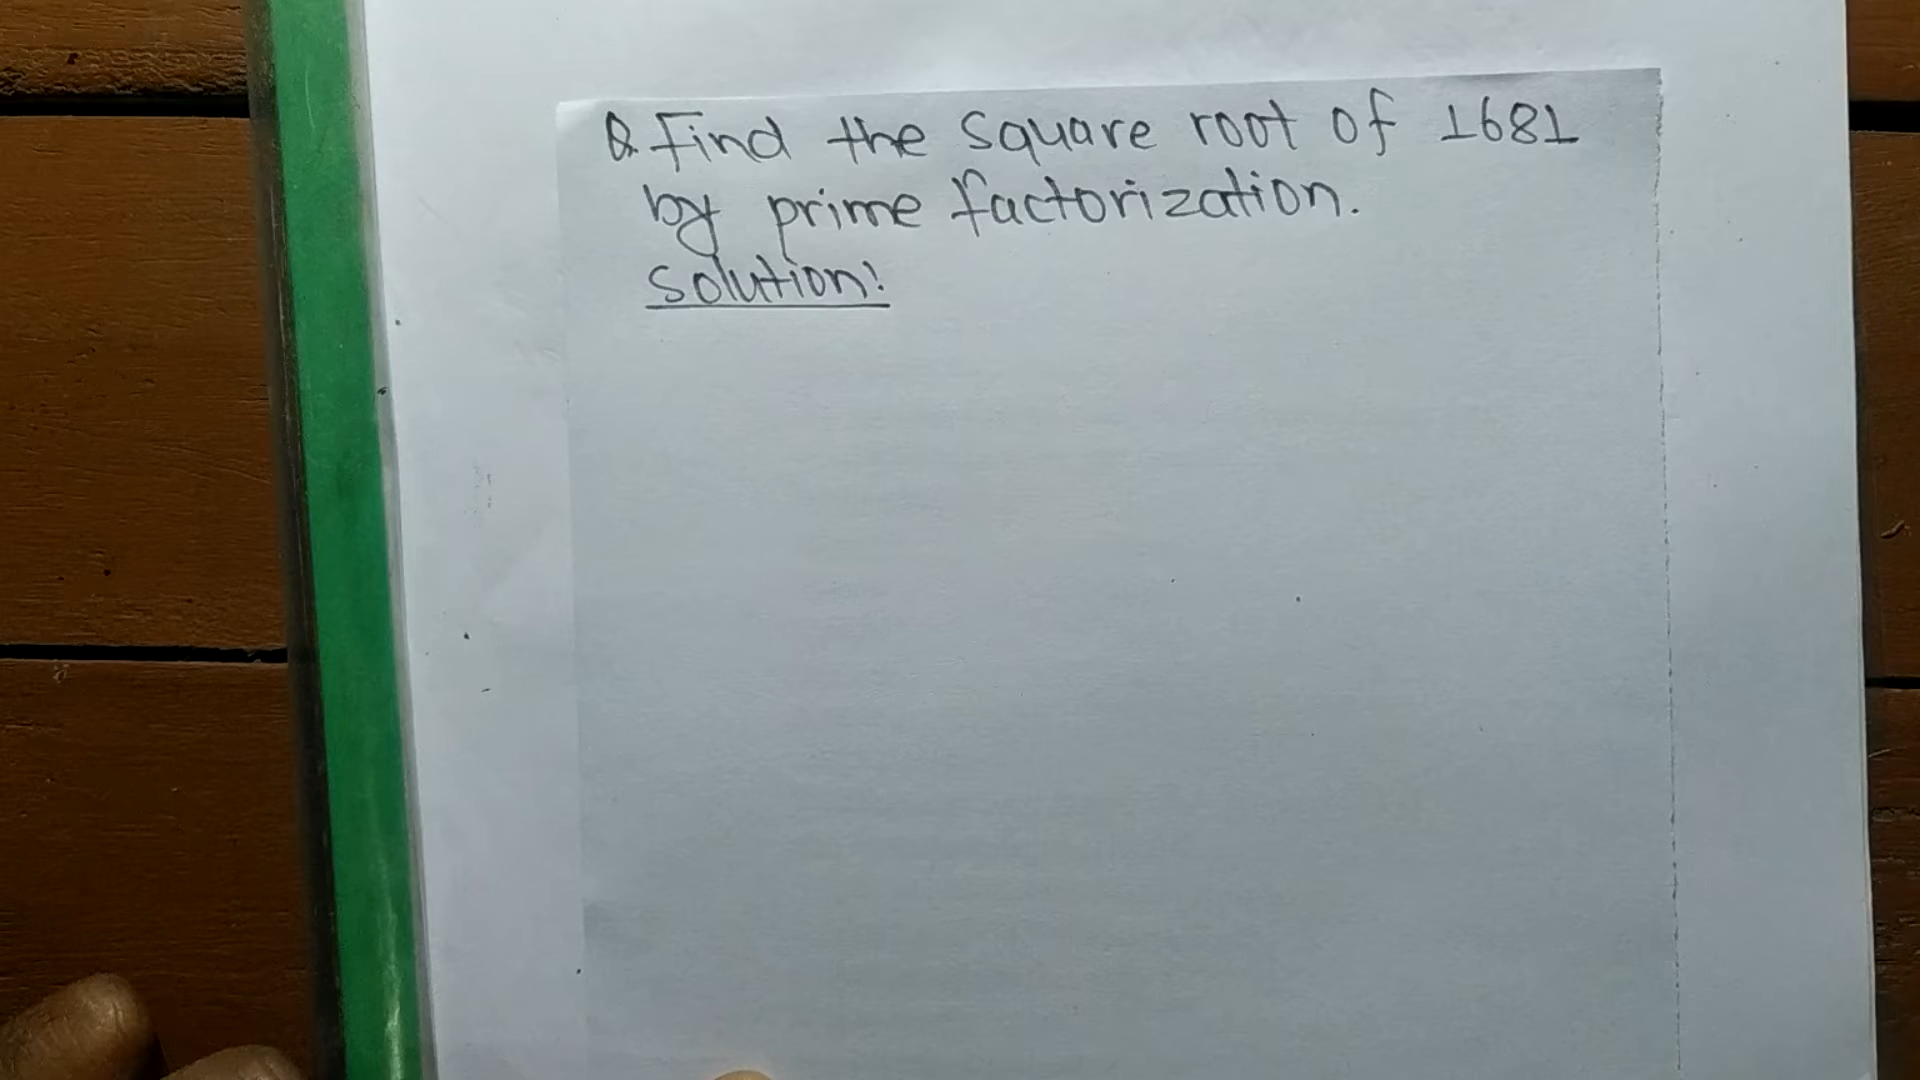 Q. Find the square root of 1681
by prime factorization.
Solution: